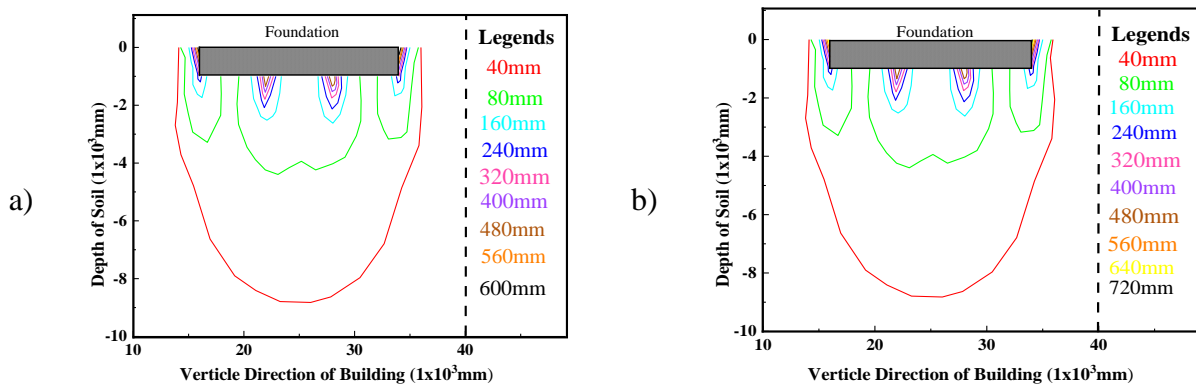 a)
Foundation
Legends
40mm
80mm
160mm
240mm
320mm
400mm
480mm
560mm
600mm
0
-2
-4
-6
-8
-10
10
20
30
40
Depth of Soil (1x10³mm)
Verticle Direction of Building (1x10³mm)
b)
Foundation
Legends
40mm
80mm
160mm
240mm
320mm
400mm
480mm
560mm
640mm
720mm
0
-2
-4
-6
-8
-10
10
20
30
40
Depth of Soil (1x10³mm)
Verticle Direction of Building (1x10³mm)